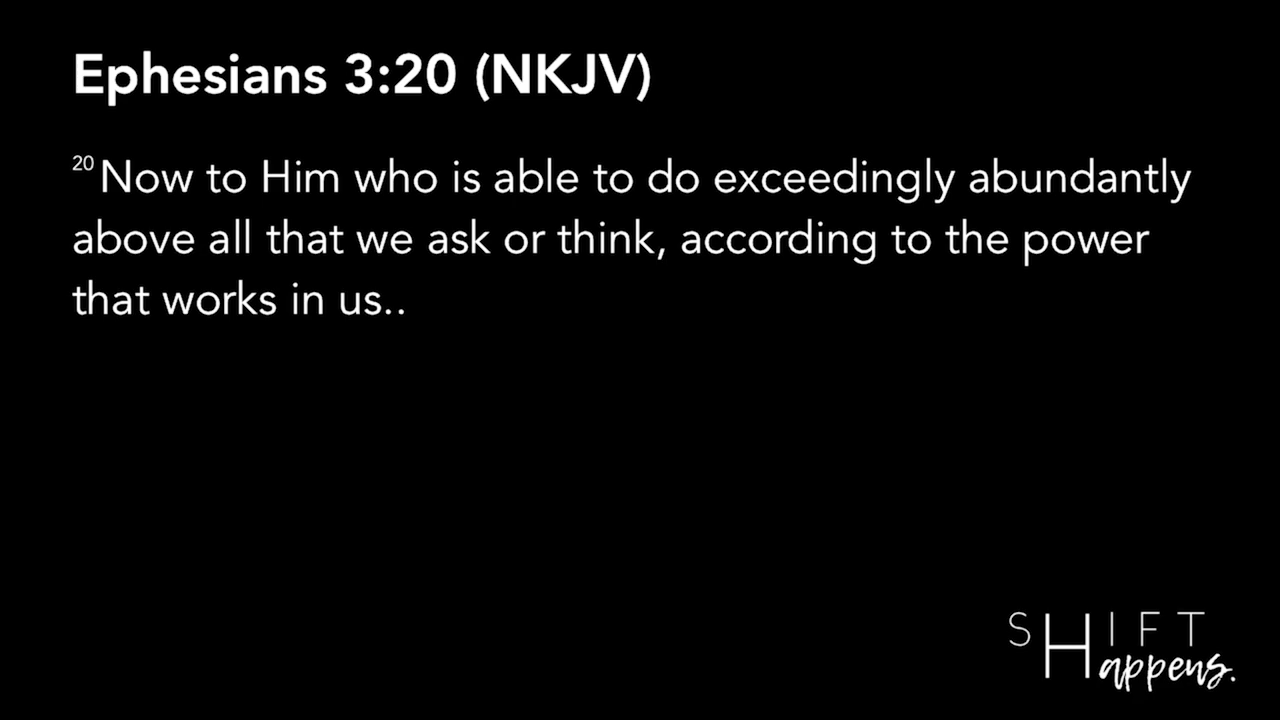 Ephesians 3:20 (NKJV)
20 Now to Him who is able to do exceedingly abundantly
above all that we ask or think, according to the power
that works in us..
SHIFT
Happens.